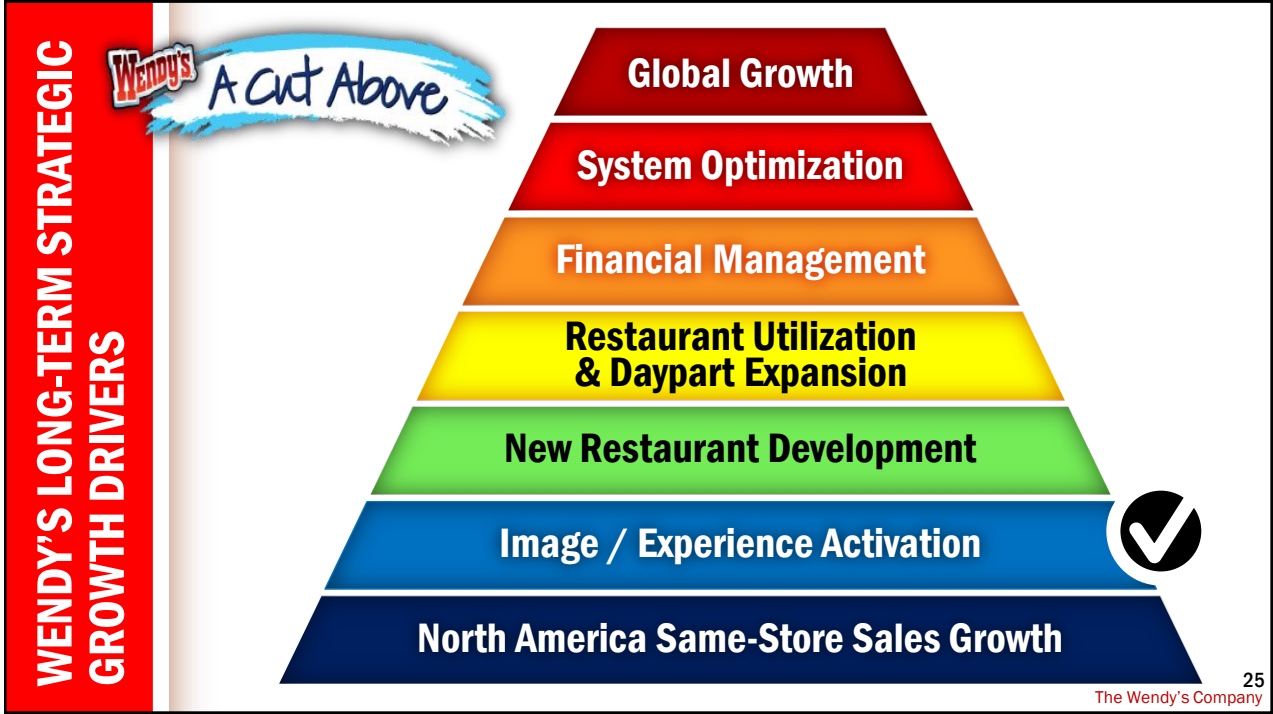 WENDY'S LONG-TERM STRATEGIC
GROWTH DRIVERS
Wendy's
A Cut Above
Global Growth
System Optimization
Financial Management
Restaurant Utilization
& Daypart Expansion
New Restaurant Development
Image / Experience Activation
North America Same-Store Sales Growth
25
The Wendy's Company